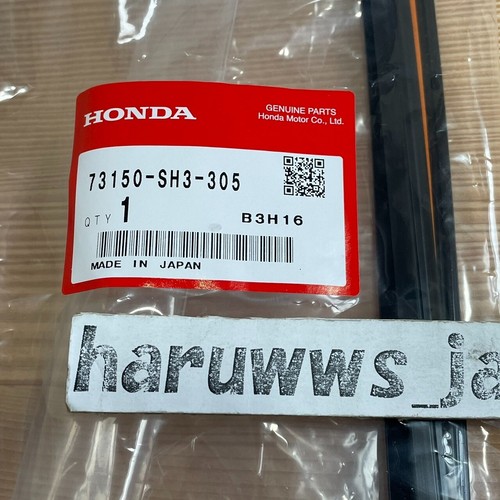 HONDA
GENUINE PARTS
Honda Motor Co., Ltd.
73150-SH3-305
QTY 1
B3H16
MADE IN JAPAN
haruwws_ja